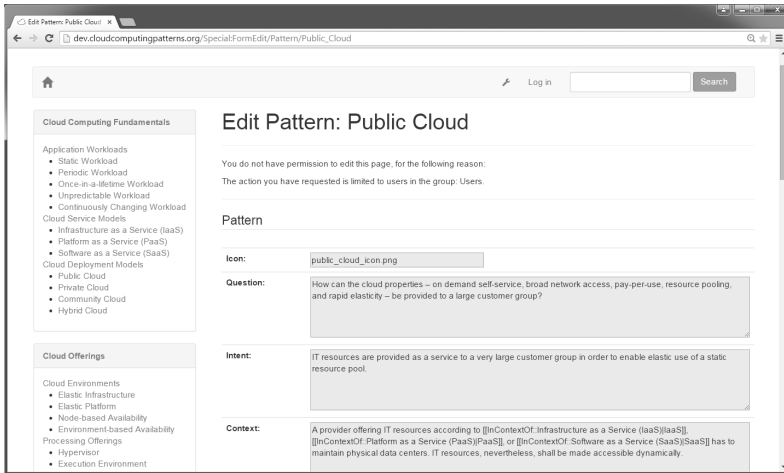 Edit Pattern: Public Cloud
dev.cloudcomputingpatterns.org/Special:FormEdit/Pattern/Public_Cloud
Log in
Search
Cloud Computing Fundamentals
Application Workloads
Static Workload
Periodic Workload
Once-in-a-lifetime Workload
Unpredictable Workload
Continuously Changing Workload
Cloud Service Models
Infrastructure as a Service (IaaS)
Platform as a Service (PaaS)
Software as a Service (SaaS)
Cloud Deployment Models
Public Cloud
Private Cloud
Community Cloud
Hybrid Cloud
Cloud Offerings
Cloud Environments
Elastic Infrastructure
Elastic Platform
Node-based Availability
Environment-based Availability
Processing Offerings
Hypervisor
Execution Environment
Edit Pattern: Public Cloud
You do not have permission to edit this page, for the following reason:
The action you have requested is limited to users in the group: Users.
Pattern
Icon:
public_cloud_icon.png
Question:
How can the cloud properties – on demand self-service, broad network access, pay-per-use, resource pooling,
and rapid elasticity – be provided to a large customer group?
Intent:
IT resources are provided as a service to a very large customer group in order to enable elastic use of a static
resource pool.
Context:
A provider offering IT resources according to [[InContextOf::Infrastructure as a Service (IaaS)|IaaS]],
[[InContextOf::Platform as a Service (PaaS)|PaaS]], or [[InContextOf::Software as a Service (SaaS)|SaaS]] has to
maintain physical data centers. IT resources, nevertheless, shall be made accessible dynamically.